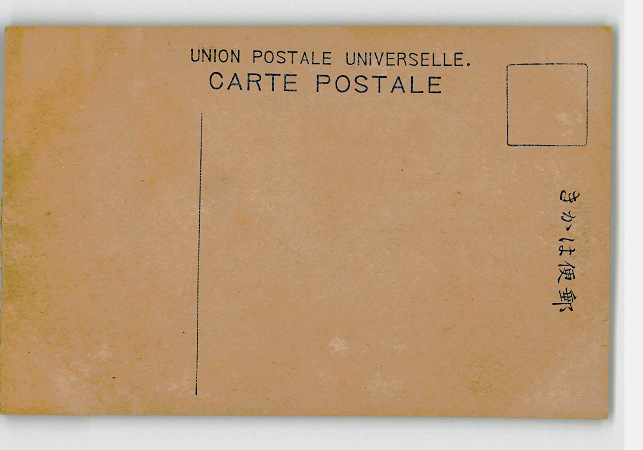 UNION POSTALE UNIVERSELLE.
CARTE POSTALE
きかは便郵